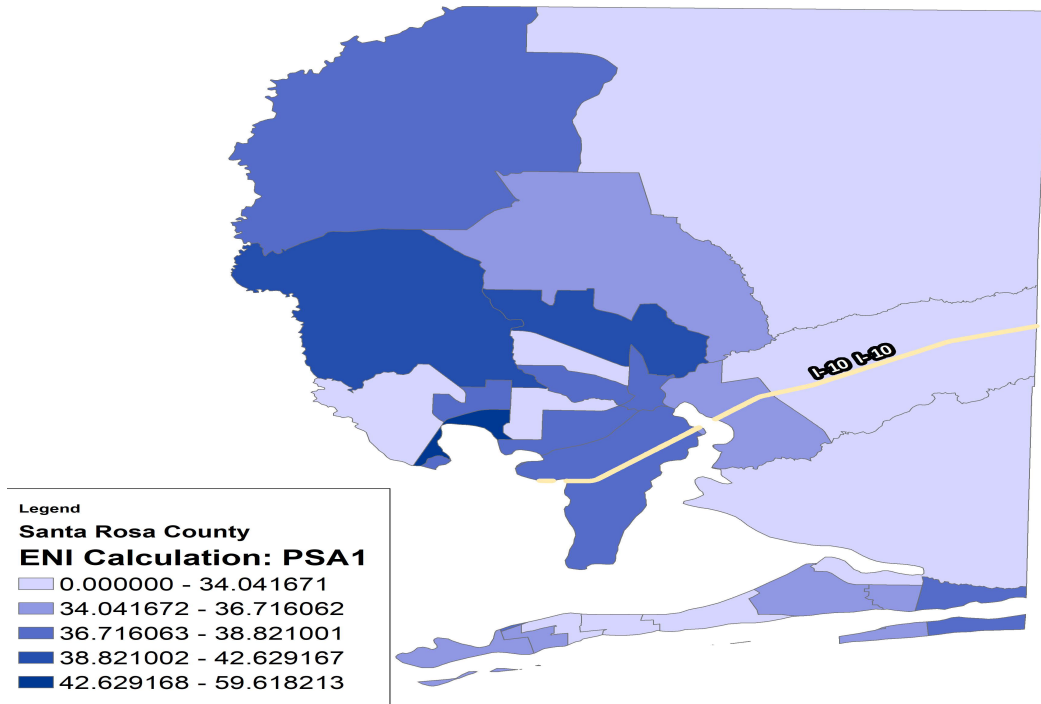 I-10 I-10
Legend
Santa Rosa County
ENI Calculation: PSA1
0.000000 - 34.041671
34.041672 - 36.716062
36.716063 - 38.821001
38.821002 - 42.629167
42.629168 - 59.618213